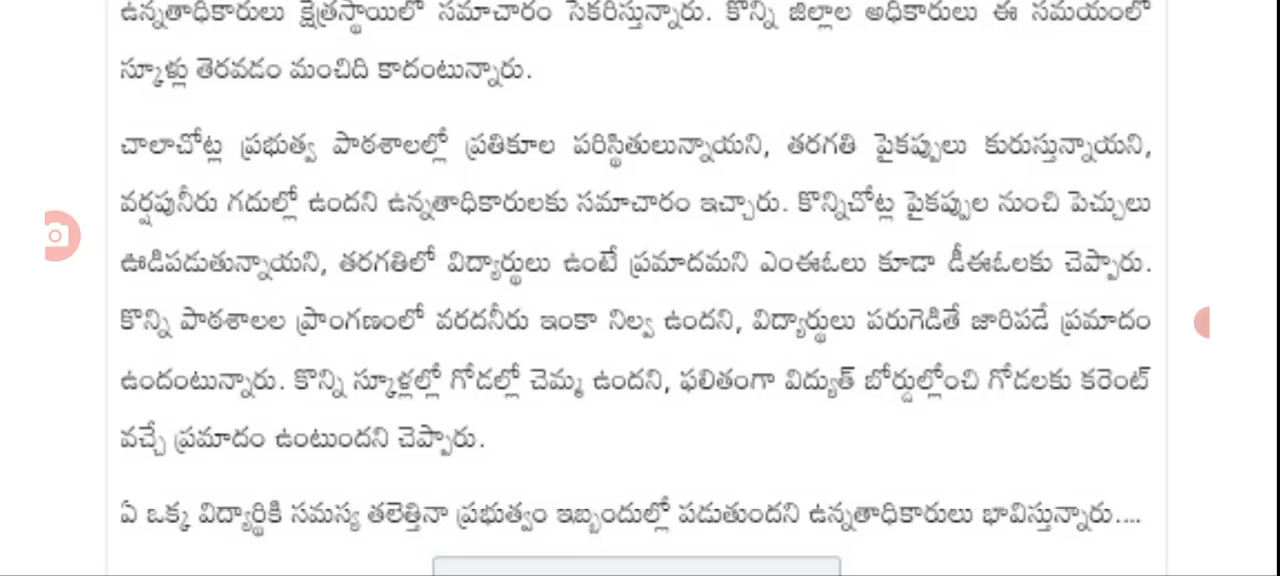 ఉన్నతాధికారులు క్షేత్రస్థాయిలో సమాచారం సేకరిస్తున్నారు. కొన్ని జిల్లాల అధికారులు ఈ సమయంలో
స్కూళ్లు తెరవడం మంచిది కాదంటున్నారు.
చాలాచోట్ల ప్రభుత్వ పాఠశాలల్లో ప్రతికూల పరిస్థితులున్నాయని, తరగతి పైకప్పులు కురుస్తున్నాయని,
వర్షపునీరు గదుల్లో ఉందని ఉన్నతాధికారులకు సమాచారం ఇచ్చారు. కొన్నిచోట్ల పైకప్పుల నుంచి పెచ్చులు
ఊడిపడుతున్నాయని, తరగతిలో విద్యార్థులు ఉంటే ప్రమాదమని ఎంఈఓలు కూడా డీఈఓలకు చెప్పారు.
కొన్ని పాఠశాలల ప్రాంగణంలో వరదనీరు ఇంకా నిల్వ ఉందని, విద్యార్థులు పరుగెడితే జారిపడే ప్రమాదం
ఉందంటున్నారు. కొన్ని స్కూళ్లల్లో గోడల్లో చెమ్మ ఉందని, ఫలితంగా విద్యుత్ బోర్డుల్లోంచి గోడలకు కరెంట్
వచ్చే ప్రమాదం ఉంటుందని చెప్పారు.
ఏ ఒక్క విద్యార్థికి సమస్య తలెత్తినా ప్రభుత్వం ఇబ్బందుల్లో పడుతుందని ఉన్నతాధికారులు భావిస్తున్నారు....